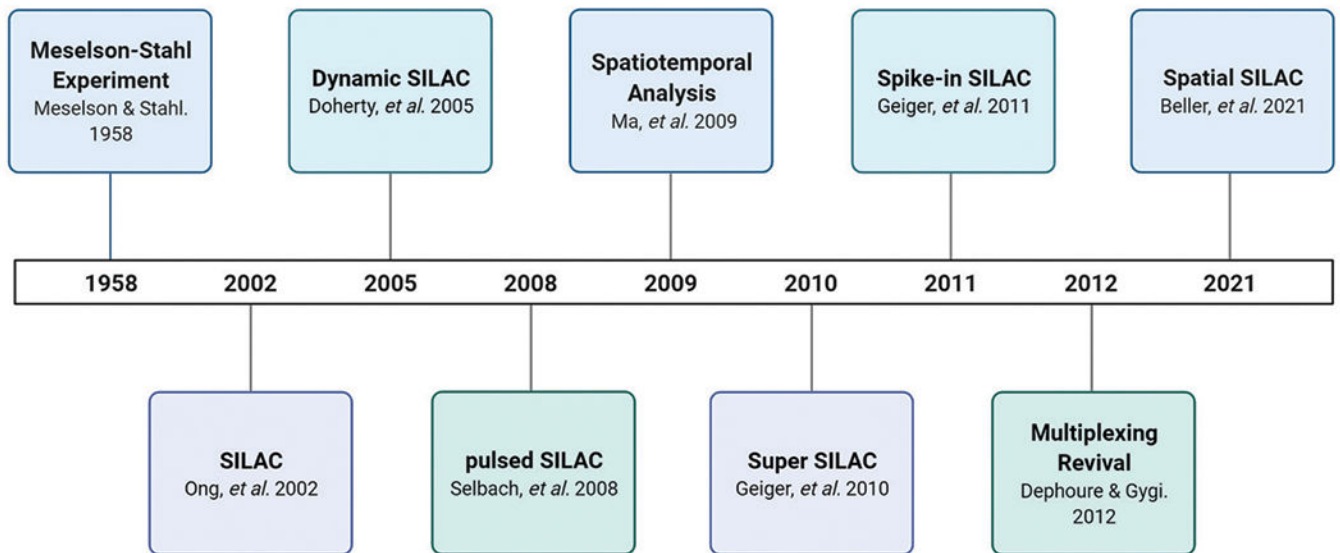 Meselson-Stahl
Experiment
Meselson & Stahl.
1958
Dynamic SILAC
Doherty, et al. 2005
Spatiotemporal
Analysis
Ma, et al. 2009
Spike-in SILAC
Geiger, et al. 2011
Spatial SILAC
Beller, et al. 2021
1958 2002 2005 2008 2009 2010 2011 2012 2021
SILAC
Ong, et al. 2002
pulsed SILAC
Selbach, et al. 2008
Super SILAC
Geiger, et al. 2010
Multiplexing
Revival
Dephoure & Gygi.
2012